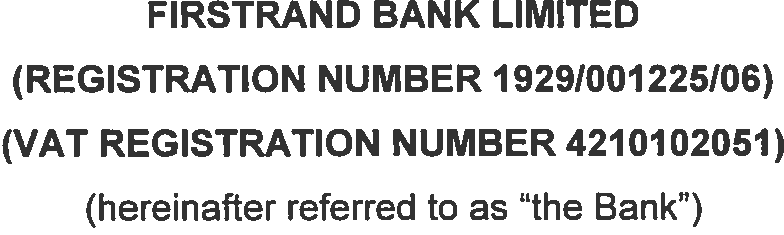 FIRSTRAND BANK LIMITED
(REGISTRATION NUMBER 1929/001225/06)
(VAT REGISTRATION NUMBER 4210102051)
(hereinafter referred to as “the Bank”)